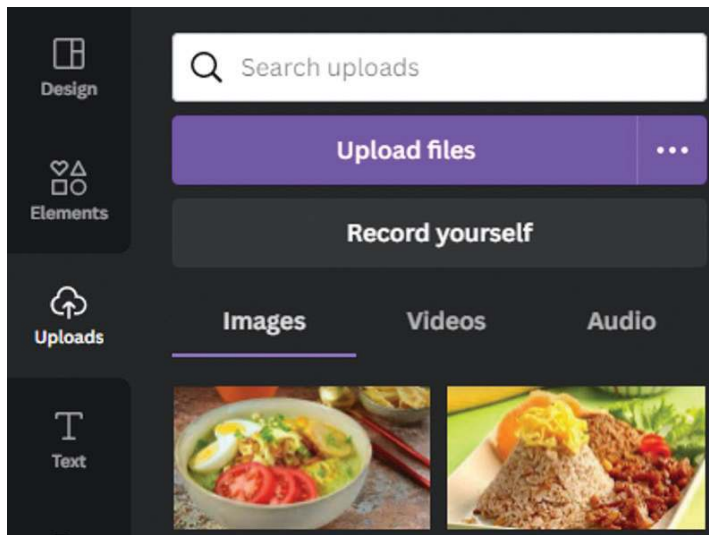 Design
Elements
Uploads
Text
Search uploads
Upload files
Record yourself
Images Videos Audio